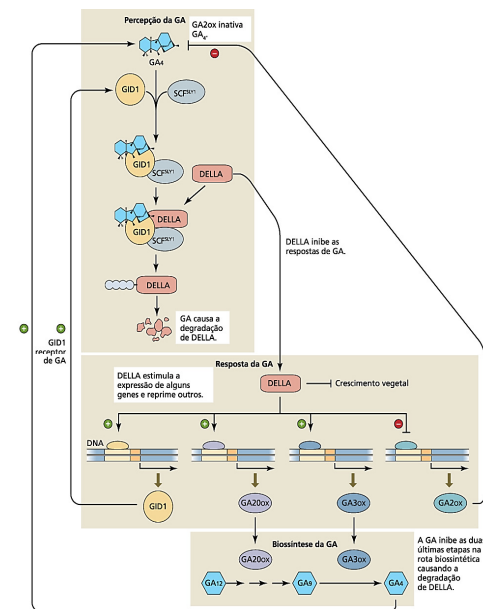 Percepção da GA
GA2ox inativa
GA₄.
GA₄
GID1
SCFˢᴸʸ¹
GID1
SCFˢᴸʸ¹
DELLA
DELLA
GID1
SCFˢᴸʸ¹
DELLA inibe as
respostas de GA.
DELLA
GA causa a
degradação
de DELLA.
GID1
receptor
de GA
Resposta da GA
DELLA estimula a
expressão de alguns
genes e reprime outros.
DELLA
Crescimento vegetal
DNA
GID1
GA20ox
GA3ox
GA2ox
Biossíntese da GA
GA20ox
GA3ox
GA₁₂
GA₉
GA₄
A GA inibe as duas
últimas etapas na
rota biossintética
causando a
degradação
de DELLA.